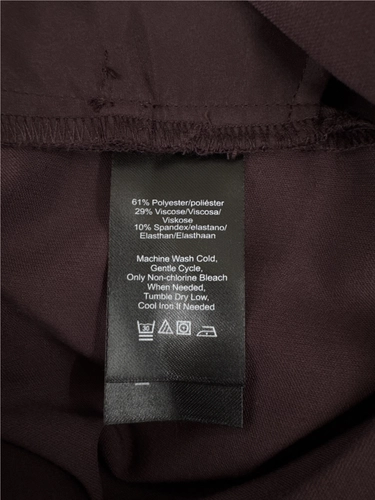 61% Polyester/poliéster
29% Viscose/Viscosa/
Viskose
10% Spandex/elastano/
Elasthan/Elasthaan
Machine Wash Cold,
Gentle Cycle,
Only Non-chlorine Bleach
When Needed,
Tumble Dry Low,
Cool Iron If Needed
30